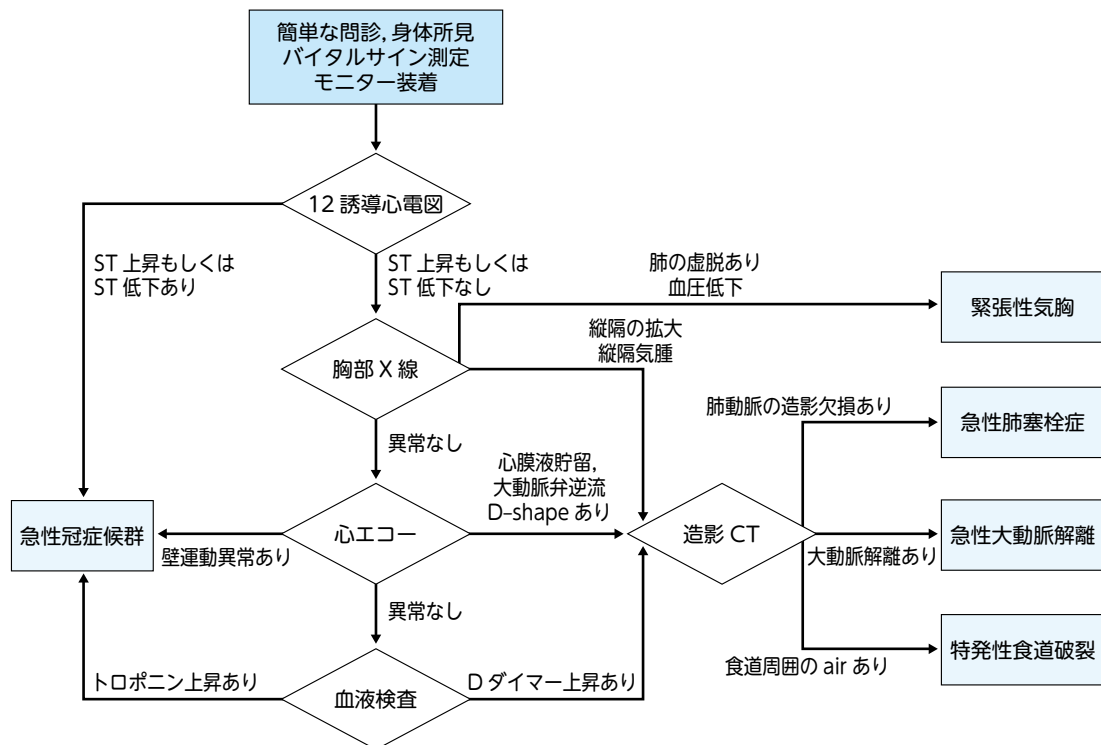 簡単な問診, 身体所見
バイタルサイン測定
モニター装着
12 誘導心電図
ST 上昇もしくは
ST 低下あり
ST 上昇もしくは
ST 低下なし
肺の虚脱あり
血圧低下
緊張性気胸
胸部 X 線
縦隔の拡大
縦隔気腫
肺動脈の造影欠損あり
急性肺塞栓症
異常なし
心膜液貯留,
大動脈弁逆流
D–shape あり
急性冠症候群
壁運動異常あり
心エコー
造影 CT
大動脈解離あり
急性大動脈解離
異常なし
トロポニン上昇あり
血液検査
D ダイマー上昇あり
食道周囲の air あり
特発性食道破裂